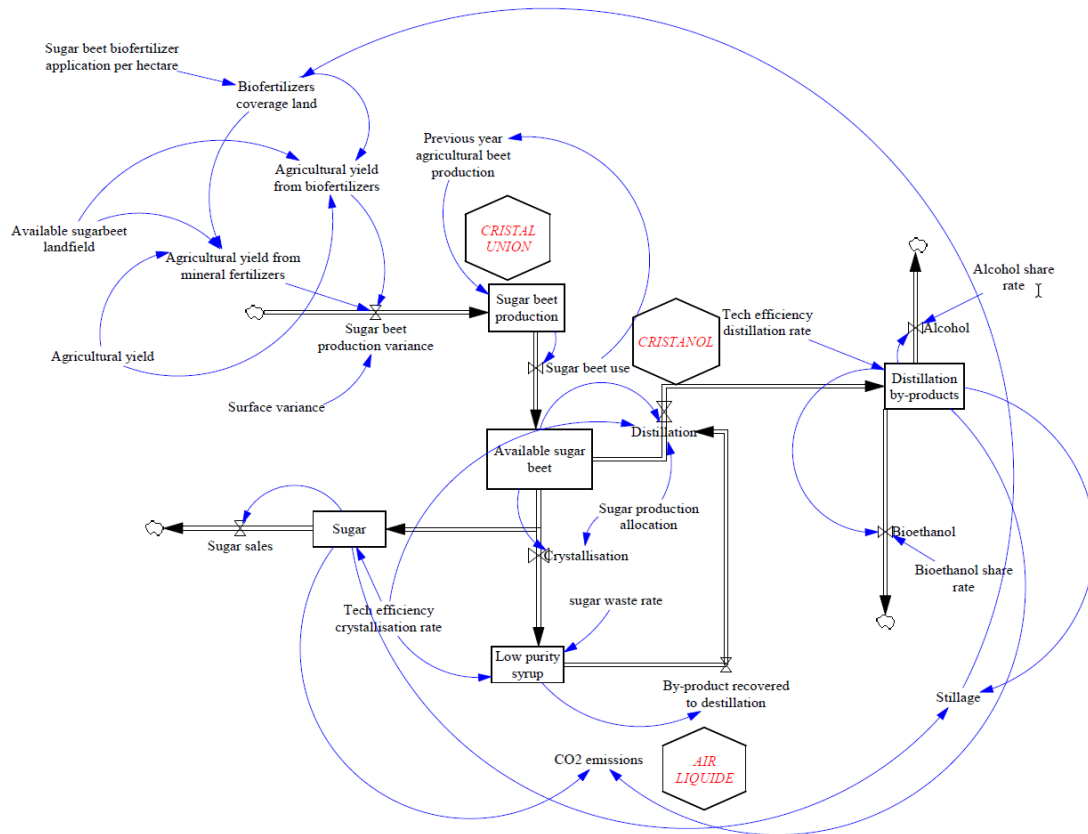 Sugar beet biofertilizer
application per hectare
Biofertilizers
coverage land
Previous year
agricultural beet
production
Agricultural yield
from biofertilizers
CRISTAL
UNION
Available sugarbeet
landfield
Agricultural yield from
mineral fertilizers
Alcohol share
rate
Sugar beet
production
Sugar beet
production variance
Tech efficiency
distillation rate
CRISTANOL
Alcohol
Agricultural yield
Sugar beet use
Distillation
by-products
Surface variance
Distillation
Available sugar
beet
Sugar production
allocation
Sugar
Sugar sales
Crystallisation
Bioethanol
Bioethanol share
rate
Tech efficiency
crystallisation rate
sugar waste rate
Low purity
syrup
By-product recovered
to destillation
Stillage
CO2 emissions
AIR
LIQUIDE